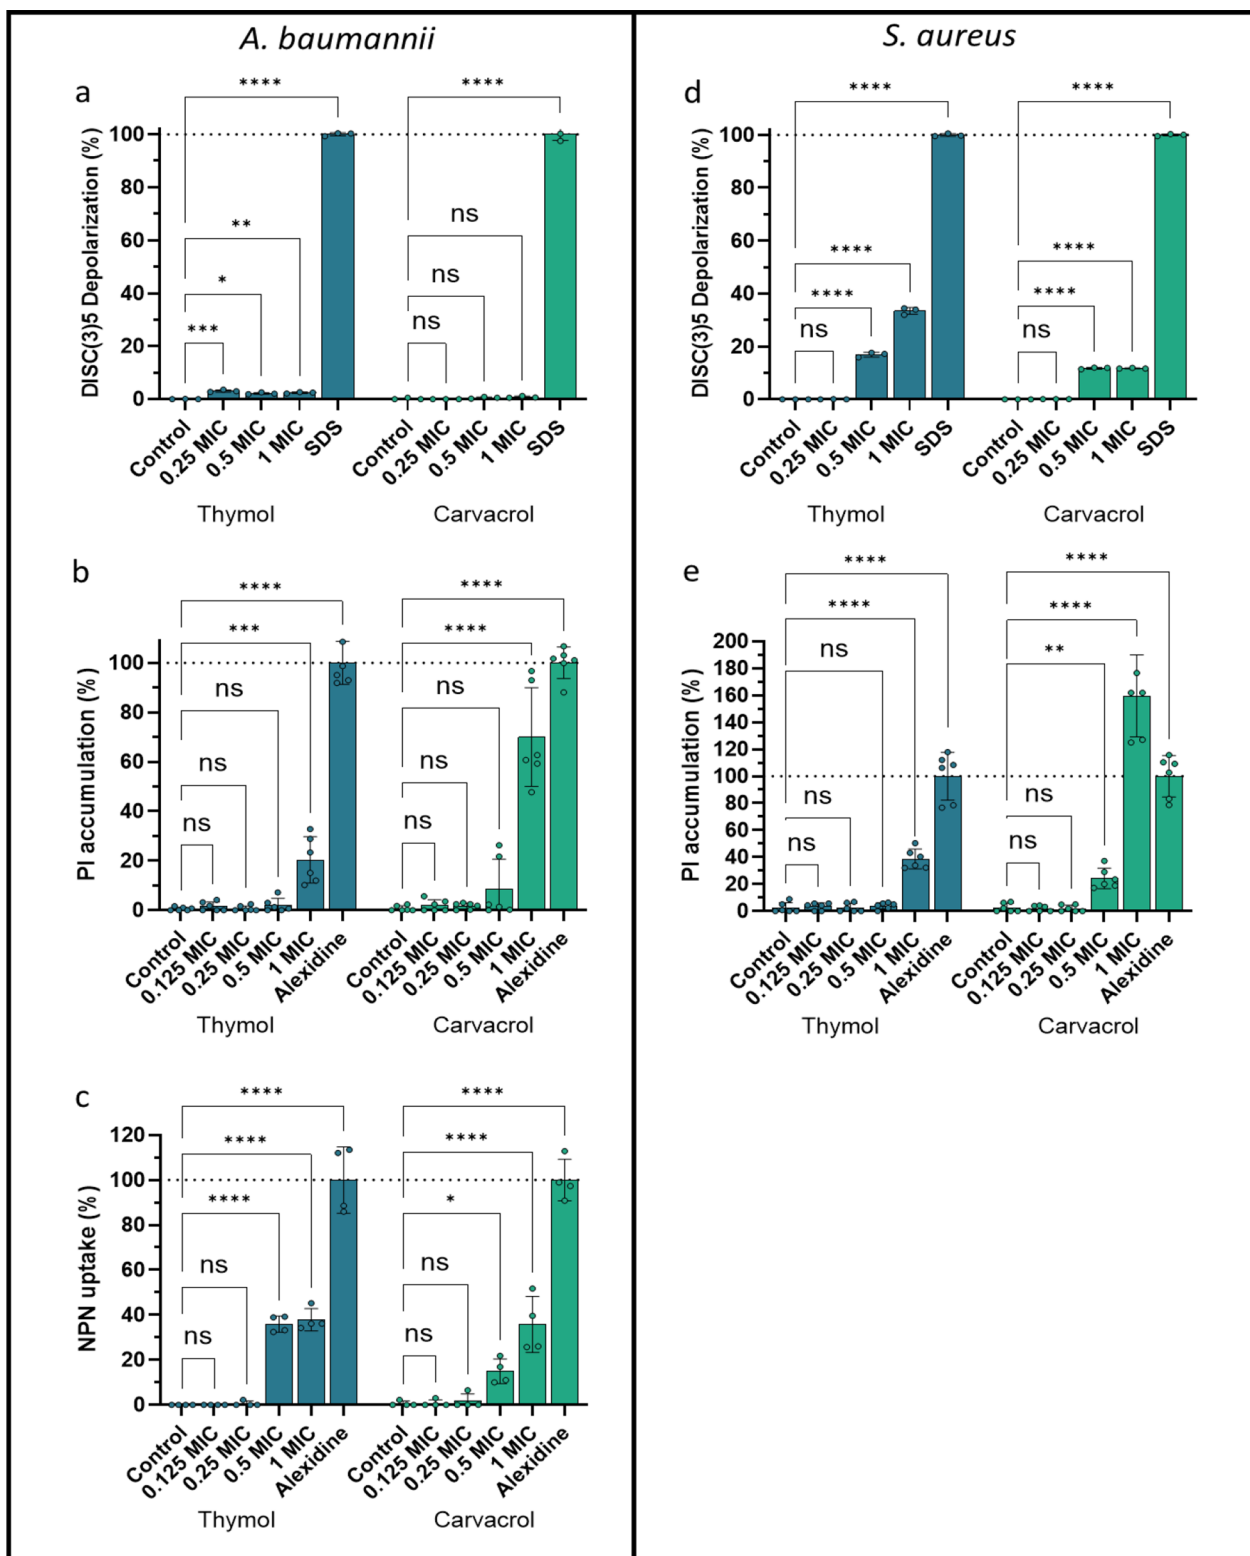 A. baumannii
a
DISC(3)5 Depolarization (%)
100
80
60
40
20
0
****
**
*
***
****
ns
ns
ns
Control
0.25 MIC
0.5 MIC
1 MIC
SDS
Control
0.25 MIC
0.5 MIC
1 MIC
SDS
Thymol
Carvacrol
b
PI accumulation (%)
100
80
60
40
20
0
****
***
ns
ns
ns
****
****
ns
ns
ns
Control
0.125 MIC
0.25 MIC
0.5 MIC
1 MIC
Alexidine
Control
0.125 MIC
0.25 MIC
0.5 MIC
1 MIC
Alexidine
Thymol
Carvacrol
c
NPN uptake (%)
120
100
80
60
40
20
0
****
****
****
ns
ns
****
****
*
ns
ns
Control
0.125 MIC
0.25 MIC
0.5 MIC
1 MIC
Alexidine
Control
0.125 MIC
0.25 MIC
0.5 MIC
1 MIC
Alexidine
Thymol
Carvacrol
S. aureus
d
DISC(3)5 Depolarization (%)
100
80
60
40
20
0
****
****
****
ns
****
****
****
ns
Control
0.25 MIC
0.5 MIC
1 MIC
SDS
Control
0.25 MIC
0.5 MIC
1 MIC
SDS
Thymol
Carvacrol
e
PI accumulation (%)
200
180
160
140
120
100
80
60
40
20
0
****
****
ns
ns
ns
****
****
**
ns
ns
Control
0.125 MIC
0.25 MIC
0.5 MIC
1 MIC
Alexidine
Control
0.125 MIC
0.25 MIC
0.5 MIC
1 MIC
Alexidine
Thymol
Carvacrol